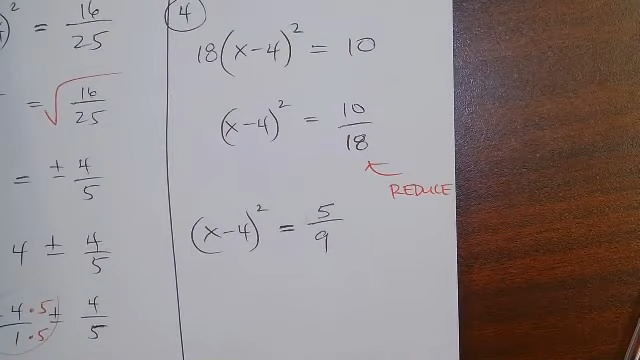 )² = 16/25
= √16/25
= ± 4/5
4 ± 4/5
4·5/1·5 ± 4/5
④
18(x-4)² = 10
(x-4)² = 10/18
REDUCE
(x-4)² = 5/9